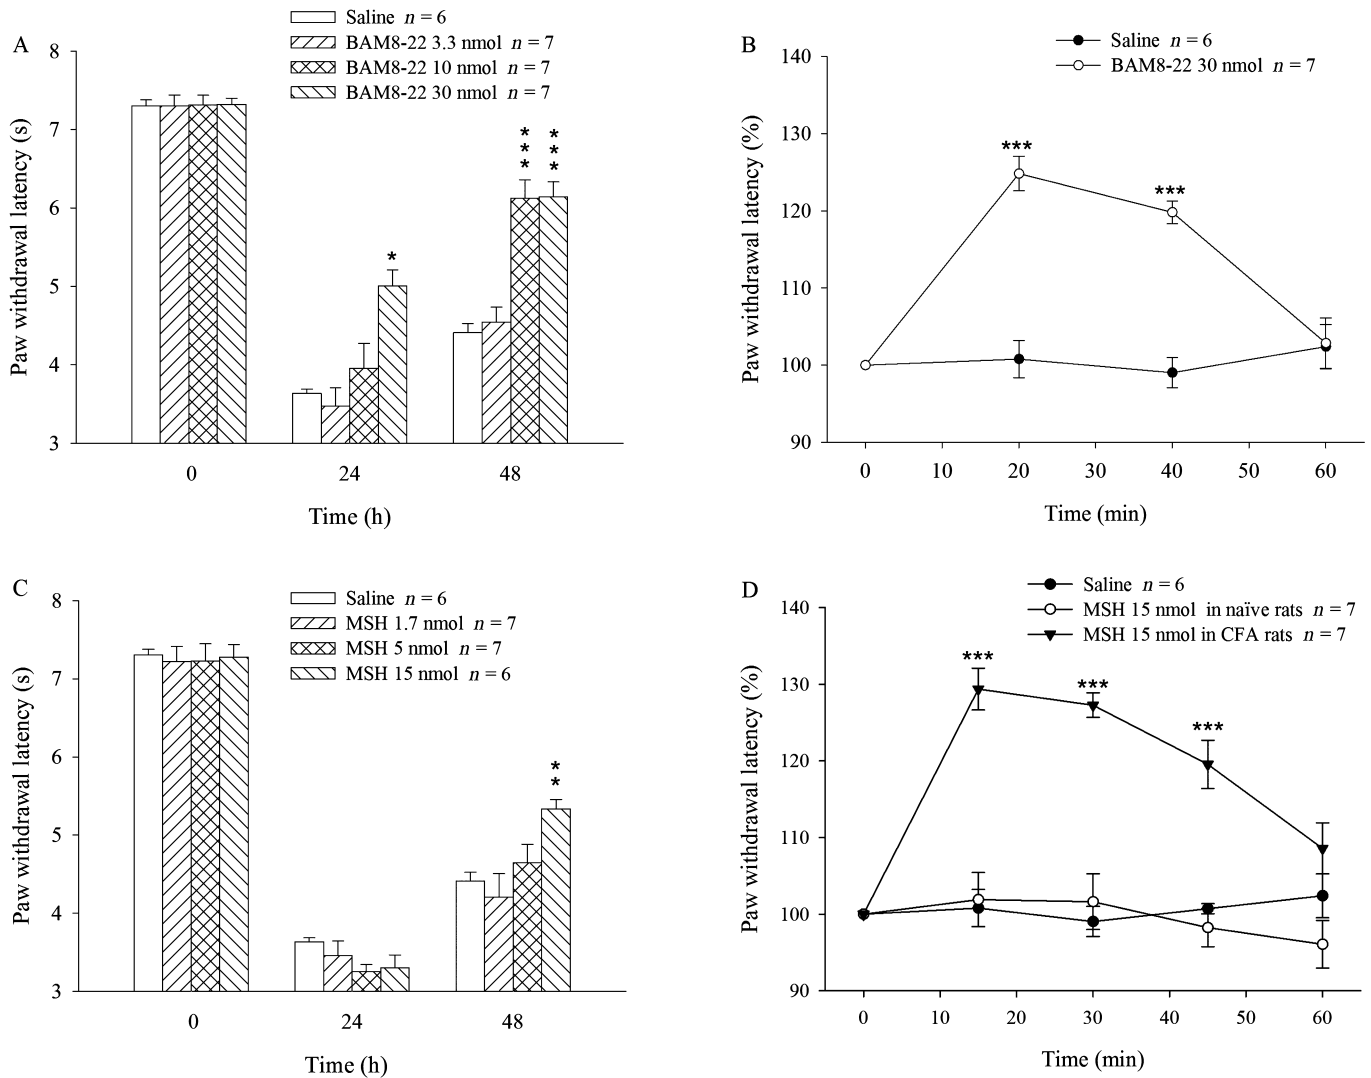 A
Saline n = 6
BAM8-22 3.3 nmol n = 7
BAM8-22 10 nmol n = 7
BAM8-22 30 nmol n = 7
Paw withdrawal latency (s)
8
7
6
5
4
3
*
***
***
0 24 48
Time (h)
B
Saline n = 6
BAM8-22 30 nmol n = 7
Paw withdrawal latency (%)
140
130
120
110
100
90
***
***
0 10 20 30 40 50 60
Time (min)
C
Saline n = 6
MSH 1.7 nmol n = 7
MSH 5 nmol n = 7
MSH 15 nmol n = 6
Paw withdrawal latency (s)
8
7
6
5
4
3
**
0 24 48
Time (h)
D
Saline n = 6
MSH 15 nmol in naïve rats n = 7
MSH 15 nmol in CFA rats n = 7
Paw withdrawal latency (%)
140
130
120
110
100
90
***
***
***
0 10 20 30 40 50 60
Time (min)